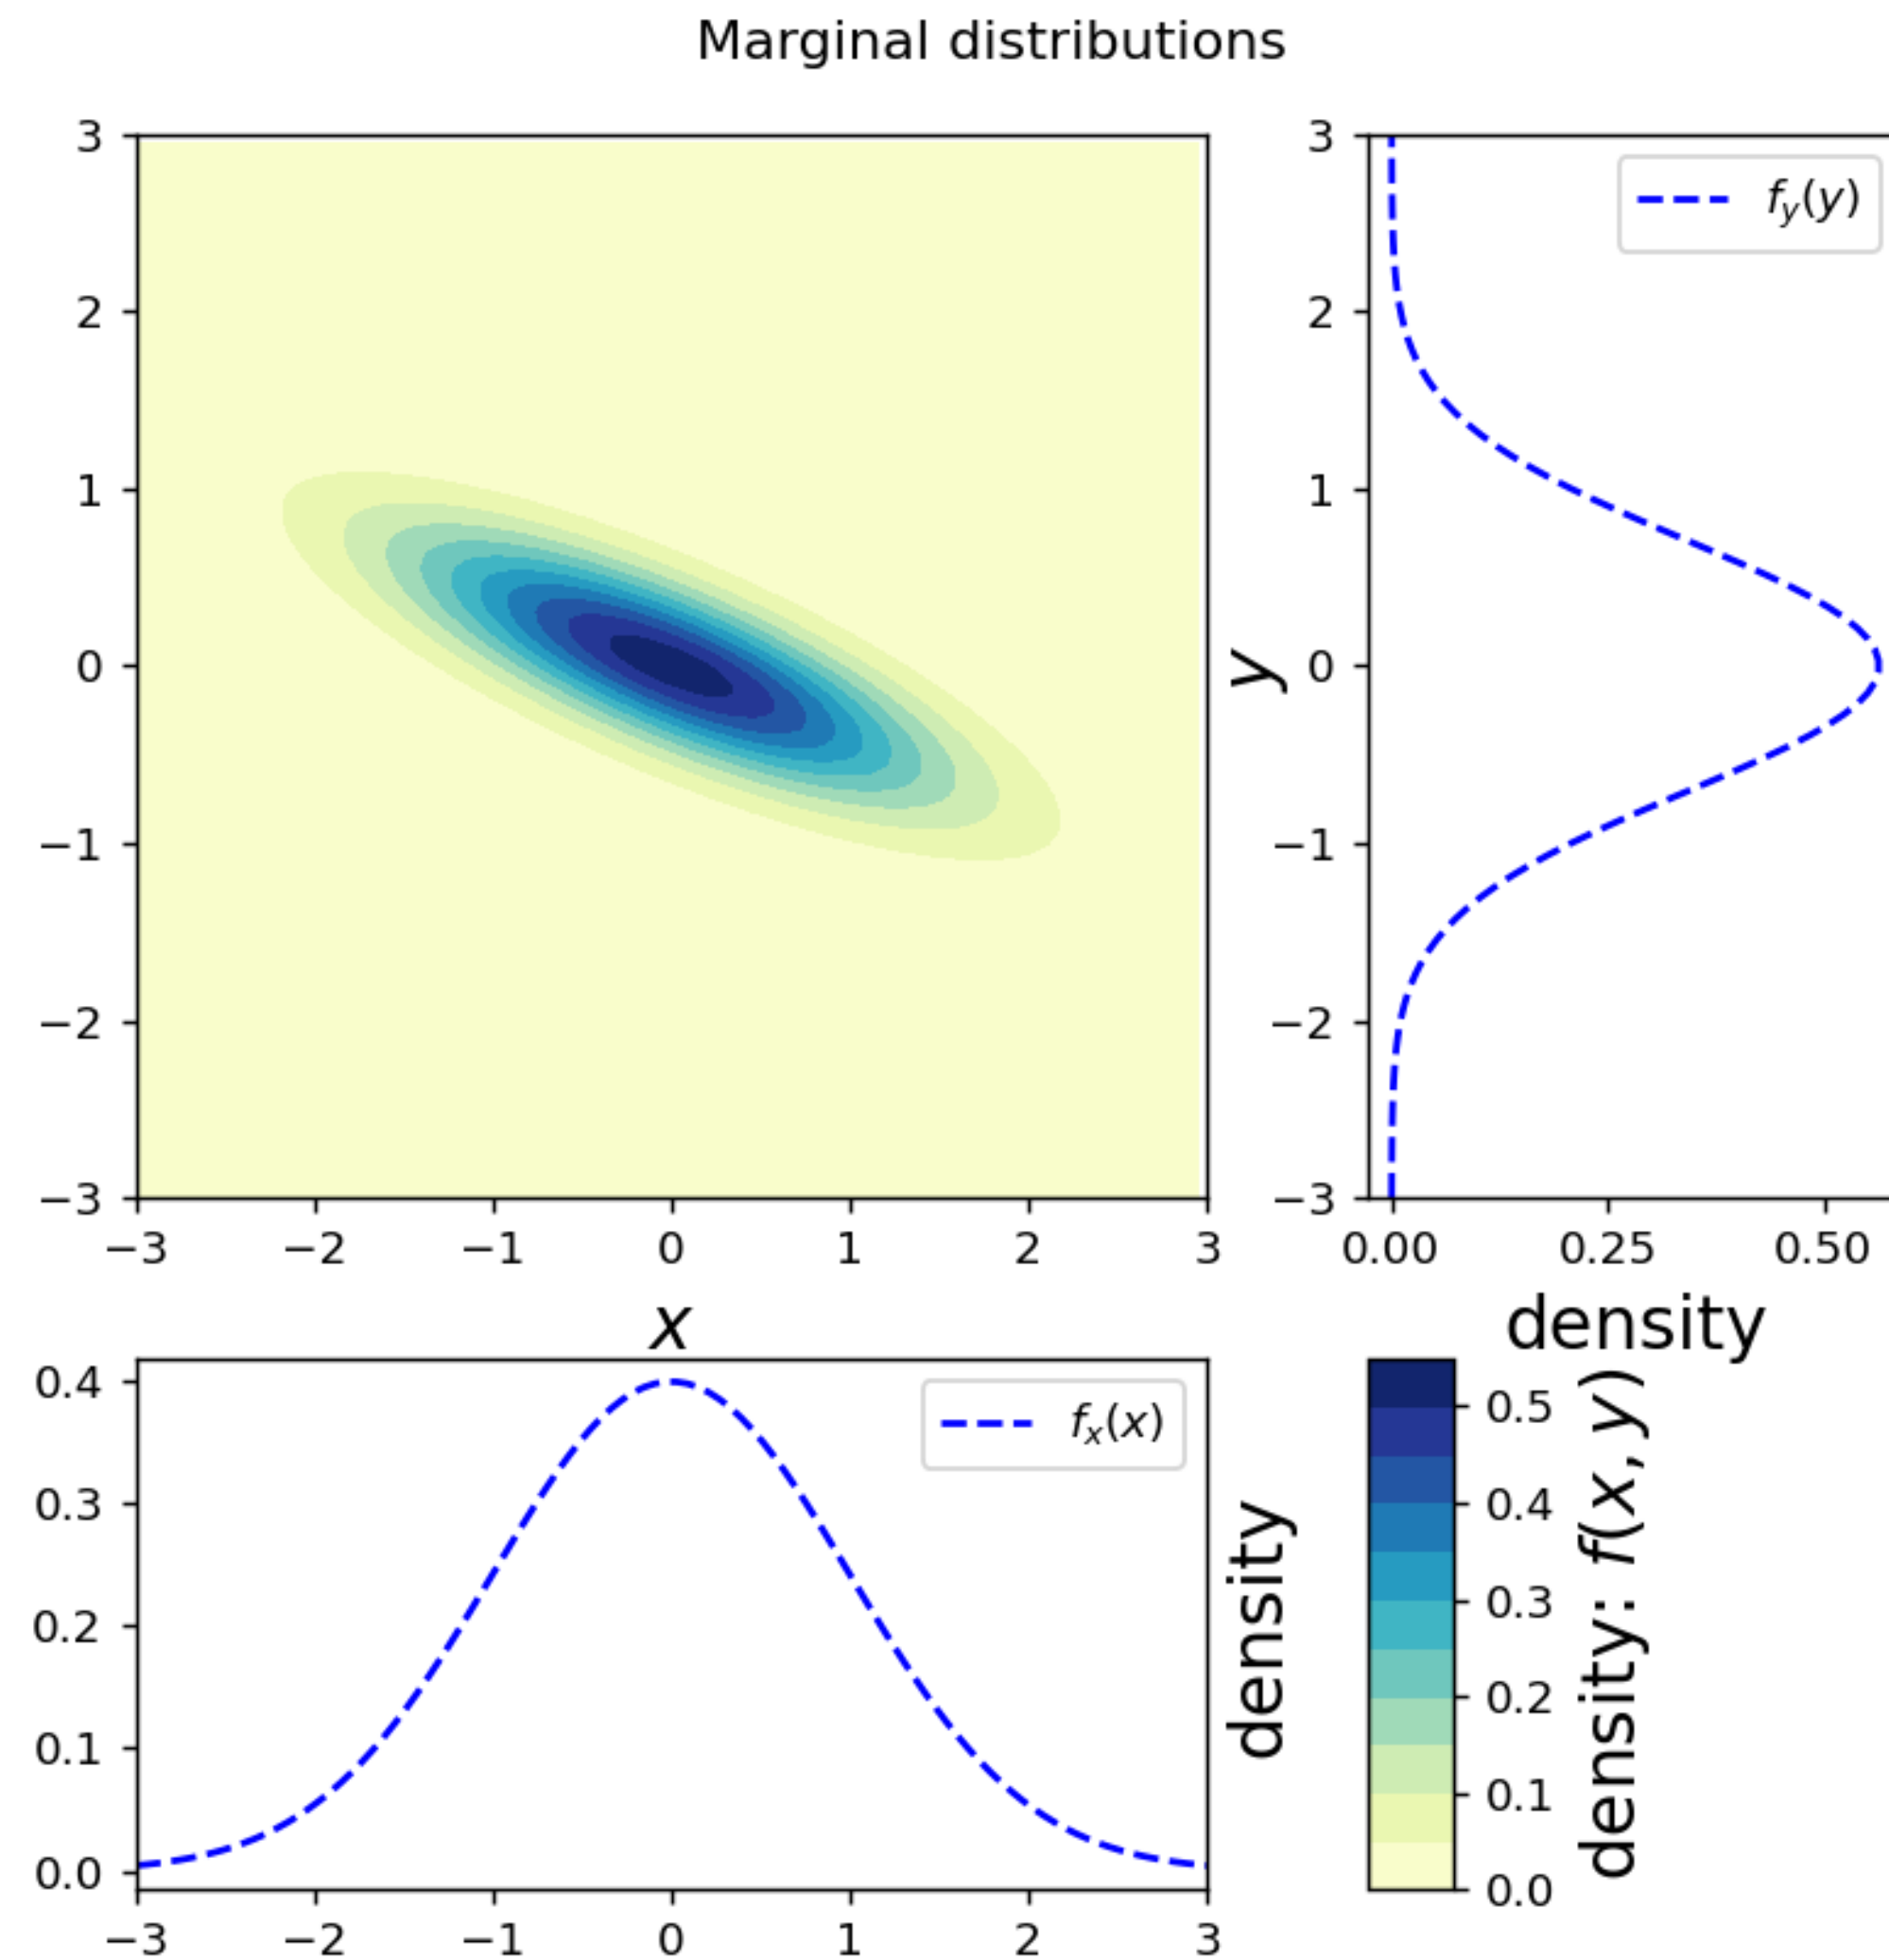 Marginal distributions
3
2
1
0
−1
−2
−3
−3 −2 −1 0 1 2 3
x
y
3
2
1
0
−1
−2
−3
0.00 0.25 0.50
density
f_y(y)
0.4
0.3
0.2
0.1
0.0
−3 −2 −1 0 1 2 3
density
f_x(x)
0.5
0.4
0.3
0.2
0.1
0.0
density: f(x, y)